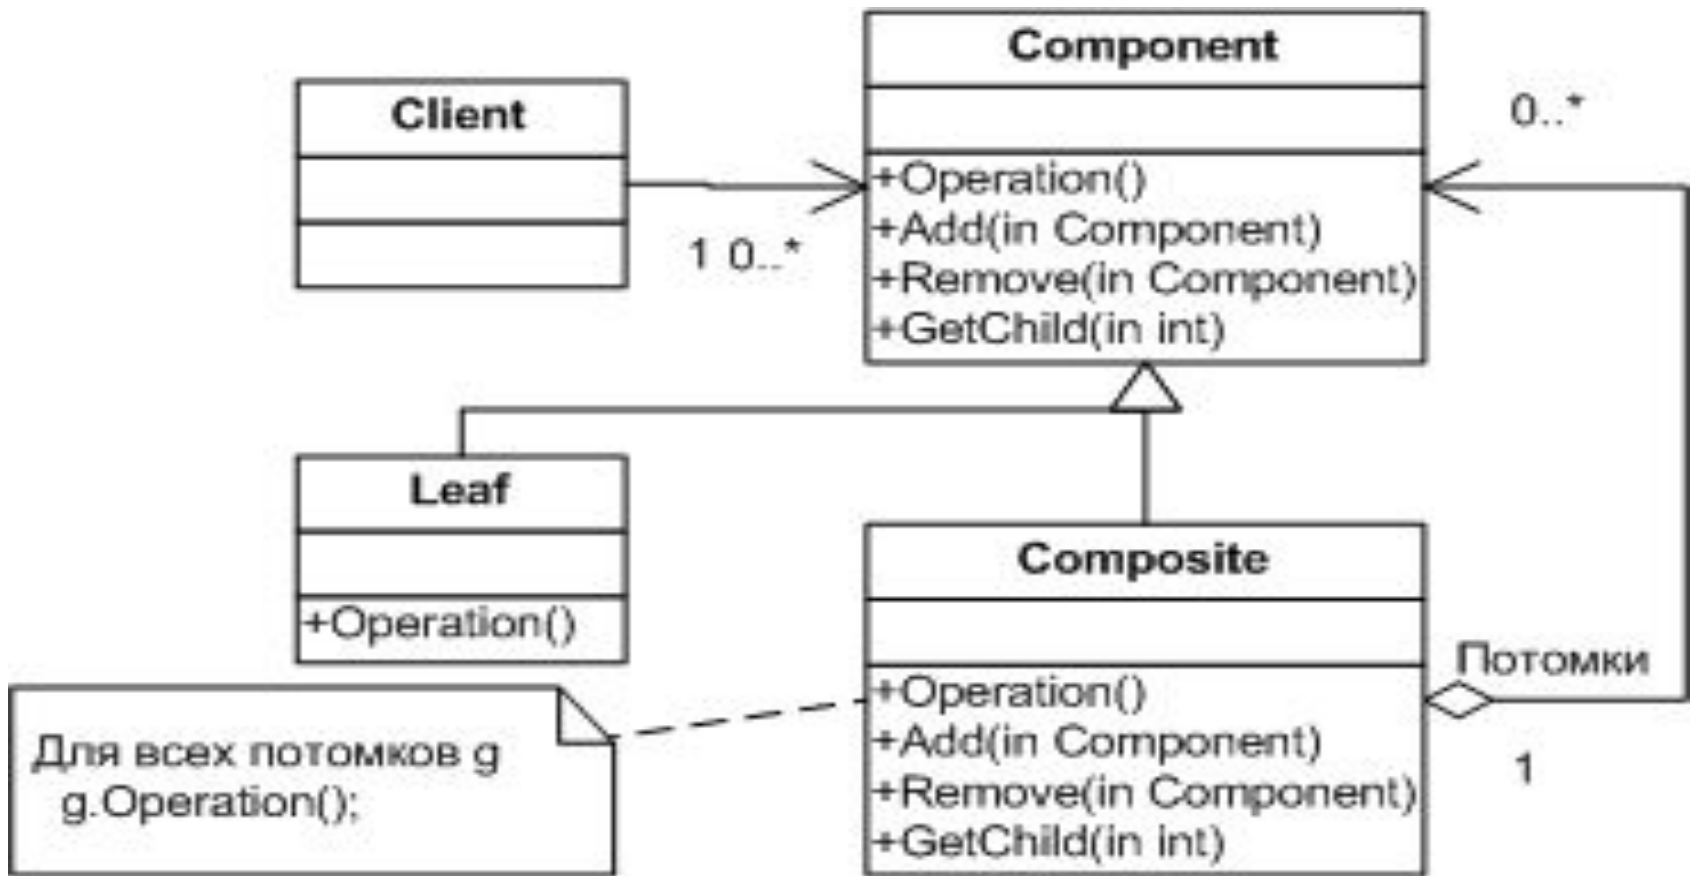 Component
Client
0..*
+Operation()
+Add(in Component)
1 0..*
+Remove(in Component)
+GetChild(in int)
Leaf
+Operation()
Composite
Потомки
+Operation()
+Add(in Component)
1
+Remove(in Component)
+GetChild(in int)
Для всех потомков g
g.Operation();